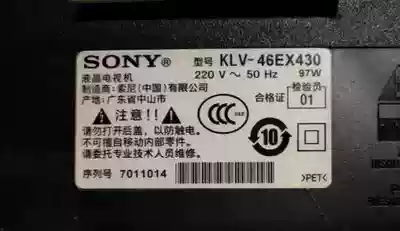 SONY® 型号 KLV-46EX430
液晶电视机 220 V ～ 50 Hz 97W
制造商: 索尼(中国)有限公司
产地: 广东省中山市
合格证 检验员 01
注意!!
请勿打开后盖，以防触电。
不可擅自移动内部零件。
请委托专业技术人员维修。
CCC
10
序列号 7011014
>PET<